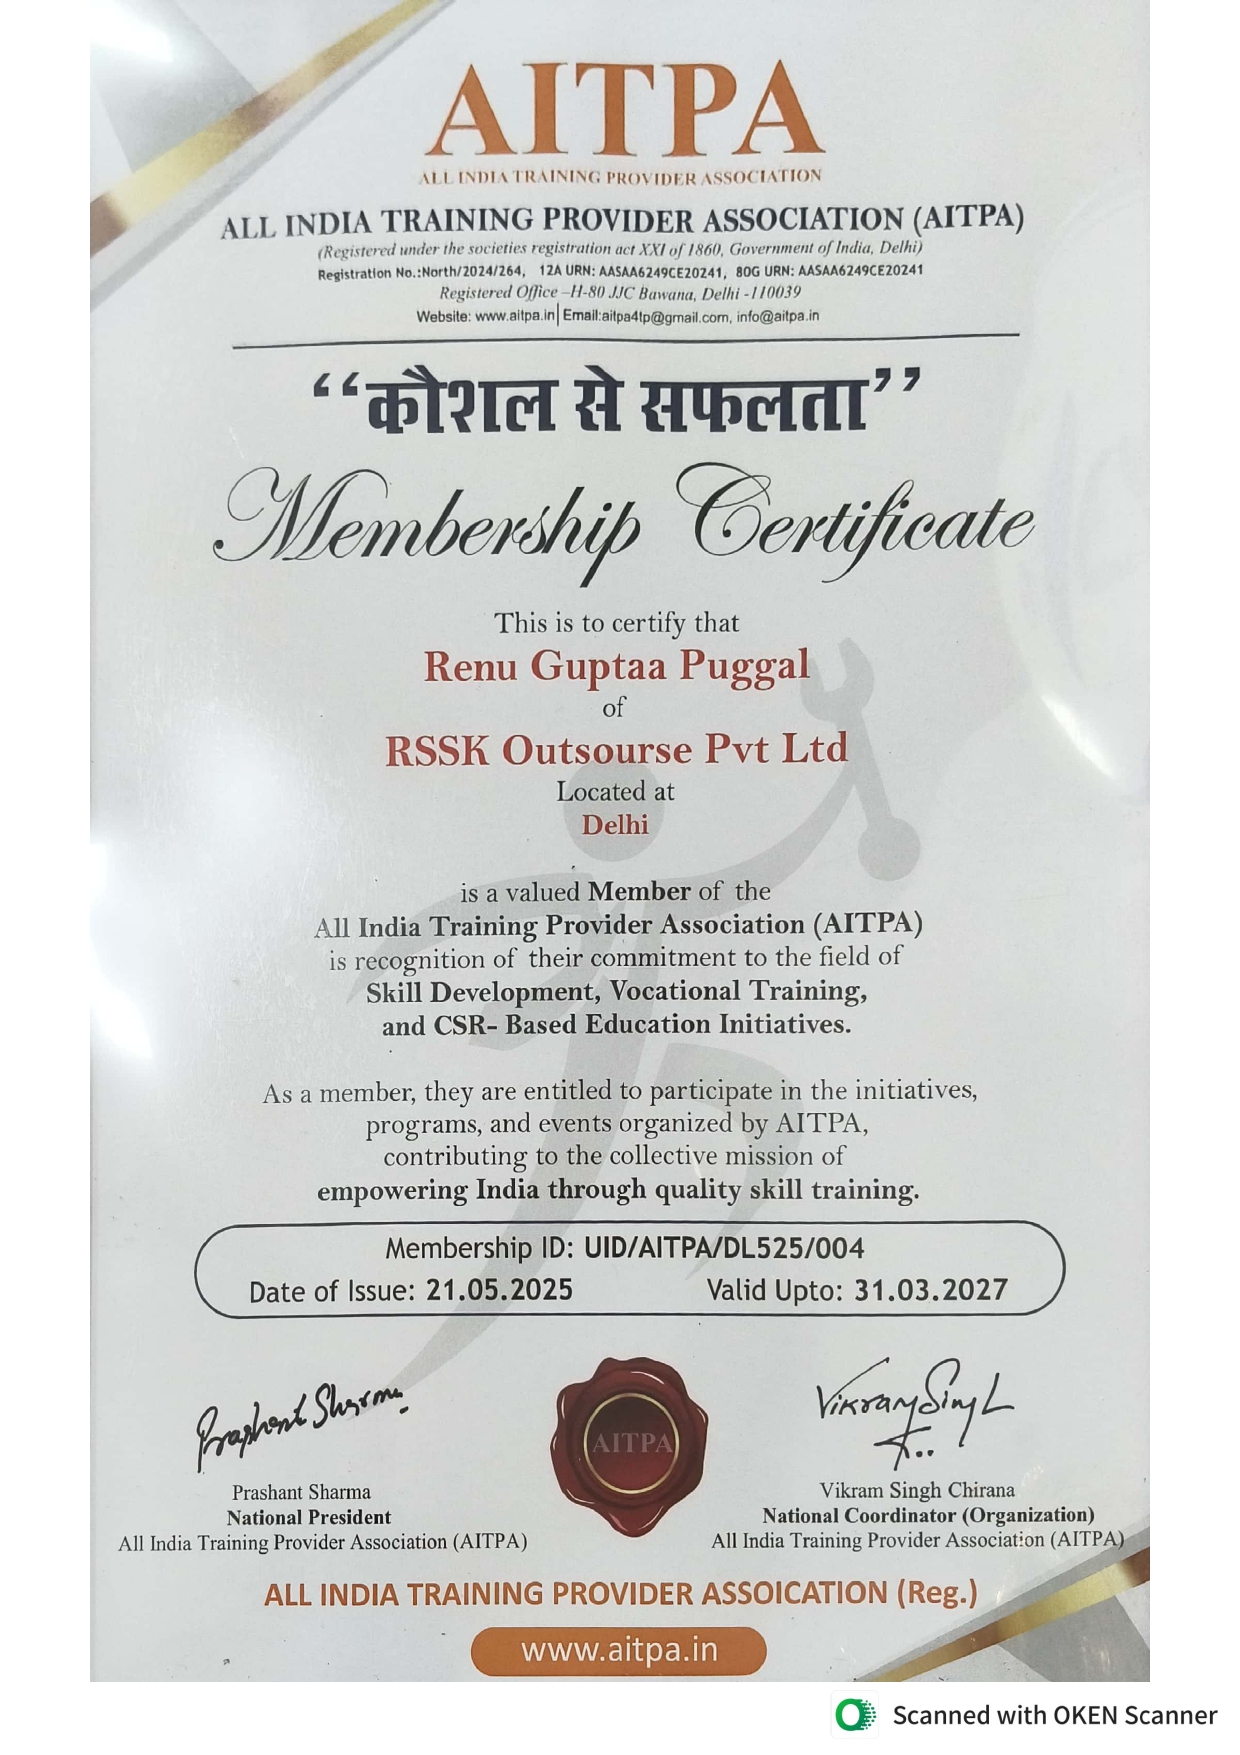 AITPA
ALL INDIA TRAINING PROVIDER ASSOCIATION
ALL INDIA TRAINING PROVIDER ASSOCIATION (AITPA)
(Registered under the societies registration act XXI of 1860, Government of India, Delhi)
Registration No.:North/2024/264, 12A URN: AASAA6249CE20241, 80G URN: AASAA6249CE20241
Registered Office –H-80 JJC Bawana, Delhi -110039
Website: www.aitpa.in| Email:aitpa4tp@gmail.com, info@aitpa.in
‘‘कौशल से सफलता’’
Membership Certificate
This is to certify that
Renu Guptaa Puggal
of
RSSK Outsourse Pvt Ltd
Located at
Delhi
is a valued Member of the
All India Training Provider Association (AITPA)
is recognition of their commitment to the field of
Skill Development, Vocational Training,
and CSR- Based Education Initiatives.
As a member, they are entitled to participate in the initiatives,
programs, and events organized by AITPA,
contributing to the collective mission of
empowering India through quality skill training.
Membership ID: UID/AITPA/DL525/004
Date of Issue: 21.05.2025 Valid Upto: 31.03.2027
Prashant Sharma
Vikram Singh
AITPA
Prashant Sharma
National President
All India Training Provider Association (AITPA)
Vikram Singh Chirana
National Coordinator (Organization)
All India Training Provider Association (AITPA)
ALL INDIA TRAINING PROVIDER ASSOICATION (Reg.)
www.aitpa.in
Scanned with OKEN Scanner